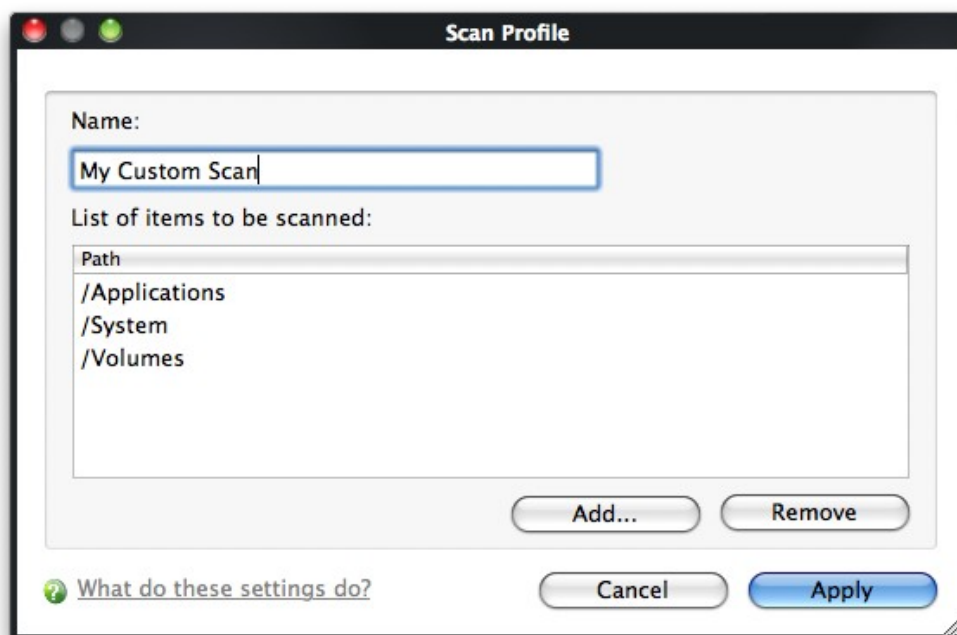 Scan Profile
Name:
My Custom Scan
List of items to be scanned:
Path
/Applications
/System
/Volumes
Add... Remove
? What do these settings do? Cancel Apply